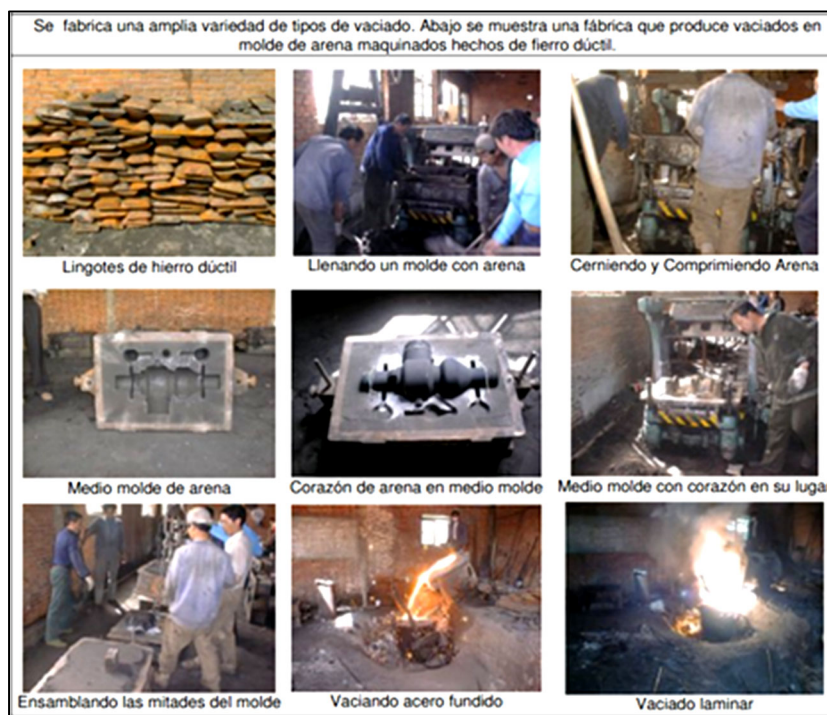 Se fabrica una amplia variedad de tipos de vaciado. Abajo se muestra una fábrica que produce vaciados en
molde de arena maquinados hechos de fierro dúctil.
Lingotes de hierro dúctil
Llenando un molde con arena
Cerniendo y Comprimiendo Arena
Medio molde de arena
Corazón de arena en medio molde
Medio molde con corazón en su lugar
Ensamblando las mitades del molde
Vaciando acero fundido
Vaciado laminar